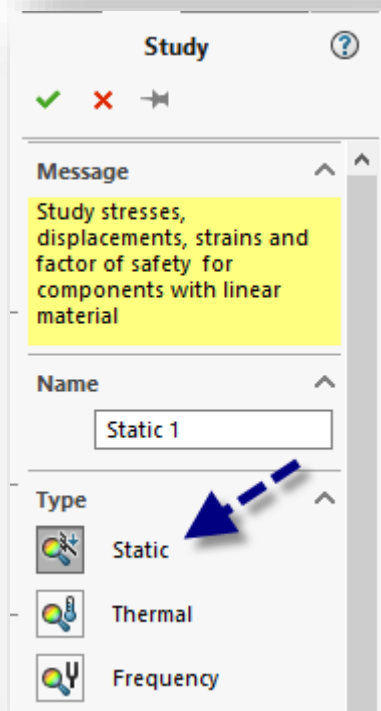 Study
?
Message
Study stresses,
displacements, strains and
factor of safety for
components with linear
material
Name
Static 1
Type
Static
Thermal
Frequency